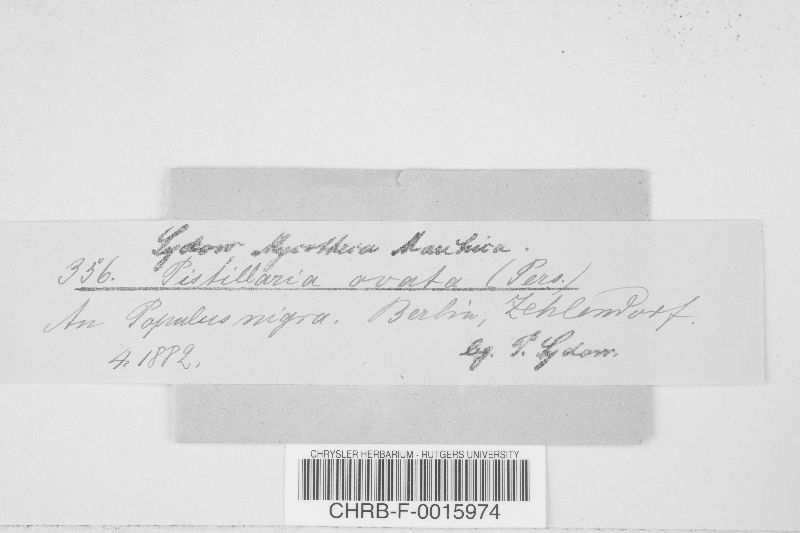 Sydow Mycotheca Marchica.
356. Pistillaria ovata (Pers.)
An Populus nigra. Berlin, Zehlendorf.
4. 1882.
leg. P. Sydow.
CHRYSLER HERBARIUM - RUTGERS UNIVERSITY
CHRB-F-0015974